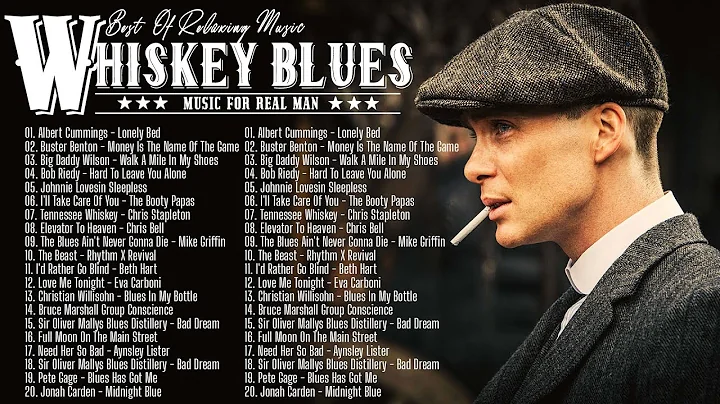 Best Of Relaxing Music
WHISKEY BLUES
MUSIC FOR REAL MAN
01. Albert Cummings - Lonely Bed
02. Buster Benton - Money Is The Name Of The Game
03. Big Daddy Wilson - Walk A Mile In My Shoes
04. Bob Riedy - Hard To Leave You Alone
05. Johnnie Lovesin Sleepless
06. I'll Take Care Of You - The Booty Papas
07. Tennessee Whiskey - Chris Stapleton
08. Elevator To Heaven - Chris Bell
09. The Blues Ain't Never Gonna Die - Mike Griffin
10. The Beast - Rhythm X Revival
11. I'd Rather Go Blind - Beth Hart
12. Love Me Tonight - Eva Carboni
13. Christian Willisohn - Blues In My Bottle
14. Bruce Marshall Group Conscience
15. Sir Oliver Mallys Blues Distillery - Bad Dream
16. Full Moon On The Main Street
17. Need Her So Bad - Aynsley Lister
18. Sir Oliver Mallys Blues Distillery - Bad Dream
19. Pete Gage - Blues Has Got Me
20. Jonah Carden - Midnight Blue
01. Albert Cummings - Lonely Bed
02. Buster Benton - Money Is The Name Of The Game
03. Big Daddy Wilson - Walk A Mile In My Shoes
04. Bob Riedy - Hard To Leave You Alone
05. Johnnie Lovesin Sleepless
06. I'll Take Care Of You - The Booty Papas
07. Tennessee Whiskey - Chris Stapleton
08. Elevator To Heaven - Chris Bell
09. The Blues Ain't Never Gonna Die - Mike Griffin
10. The Beast - Rhythm X Revival
11. I'd Rather Go Blind - Beth Hart
12. Love Me Tonight - Eva Carboni
13. Christian Willisohn - Blues In My Bottle
14. Bruce Marshall Group Conscience
15. Sir Oliver Mallys Blues Distillery - Bad Dream
16. Full Moon On The Main Street
17. Need Her So Bad - Aynsley Lister
18. Sir Oliver Mallys Blues Distillery - Bad Dream
19. Pete Gage - Blues Has Got Me
20. Jonah Carden - Midnight Blue